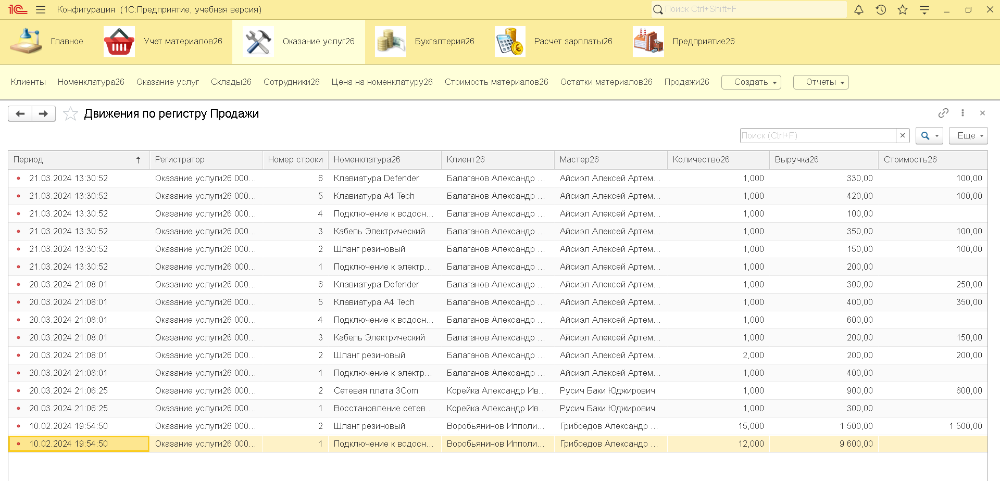 1С Конфигурация (1С:Предприятие, учебная версия) Поиск Ctrl+Shift+F
Главное Учет материалов26 Оказание услуг26 Бухгалтерия26 Расчет зарплаты26 Предприятие26
Клиенты Номенклатура26 Оказание услуг Склады26 Сотрудники26 Цена на номенклатуру26 Стоимость материалов26 Остатки материалов26 Продажи26 Создать Отчеты
Движения по регистру Продажи
Поиск (Ctrl+F) × Еще
Период Регистратор Номер строки Номенклатура26 Клиент26 Мастер26 Количество26 Выручка26 Стоимость26
21.03.2024 13:30:52 Оказание услуги26 000... 6 Клавиатура Defender Балаганов Александр ... Айсиэл Алексей Артем... 1,000 330,00 100,00
21.03.2024 13:30:52 Оказание услуги26 000... 5 Клавиатура A4 Tech Балаганов Александр ... Айсиэл Алексей Артем... 1,000 420,00 100,00
21.03.2024 13:30:52 Оказание услуги26 000... 4 Подключение к водосн... Балаганов Александр ... Айсиэл Алексей Артем... 1,000 100,00
21.03.2024 13:30:52 Оказание услуги26 000... 3 Кабель Электрический Балаганов Александр ... Айсиэл Алексей Артем... 1,000 350,00 100,00
21.03.2024 13:30:52 Оказание услуги26 000... 2 Шланг резиновый Балаганов Александр ... Айсиэл Алексей Артем... 1,000 150,00 100,00
21.03.2024 13:30:52 Оказание услуги26 000... 1 Подключение к электр... Балаганов Александр ... Айсиэл Алексей Артем... 1,000 200,00
20.03.2024 21:08:01 Оказание услуги26 000... 6 Клавиатура Defender Балаганов Александр ... Айсиэл Алексей Артем... 1,000 300,00 250,00
20.03.2024 21:08:01 Оказание услуги26 000... 5 Клавиатура A4 Tech Балаганов Александр ... Айсиэл Алексей Артем... 1,000 400,00 350,00
20.03.2024 21:08:01 Оказание услуги26 000... 4 Подключение к водосн... Балаганов Александр ... Айсиэл Алексей Артем... 1,000 600,00
20.03.2024 21:08:01 Оказание услуги26 000... 3 Кабель Электрический Балаганов Александр ... Айсиэл Алексей Артем... 1,000 200,00 150,00
20.03.2024 21:08:01 Оказание услуги26 000... 2 Шланг резиновый Балаганов Александр ... Айсиэл Алексей Артем... 2,000 200,00 200,00
20.03.2024 21:08:01 Оказание услуги26 000... 1 Подключение к электр... Балаганов Александр ... Айсиэл Алексей Артем... 1,000 400,00
20.03.2024 21:06:25 Оказание услуги26 000... 2 Сетевая плата 3Com Корейка Александр Ив... Русич Баки Юджирович 1,000 900,00 600,00
20.03.2024 21:06:25 Оказание услуги26 000... 1 Восстановление сетев... Корейка Александр Ив... Русич Баки Юджирович 1,000 300,00
10.02.2024 19:54:50 Оказание услуги26 000... 2 Шланг резиновый Воробьянинов Ипполи... Грибоедов Александр ... 15,000 1 500,00 1 500,00
10.02.2024 19:54:50 Оказание услуги26 000... 1 Подключение к водосн... Воробьянинов Ипполи... Грибоедов Александр ... 12,000 9 600,00